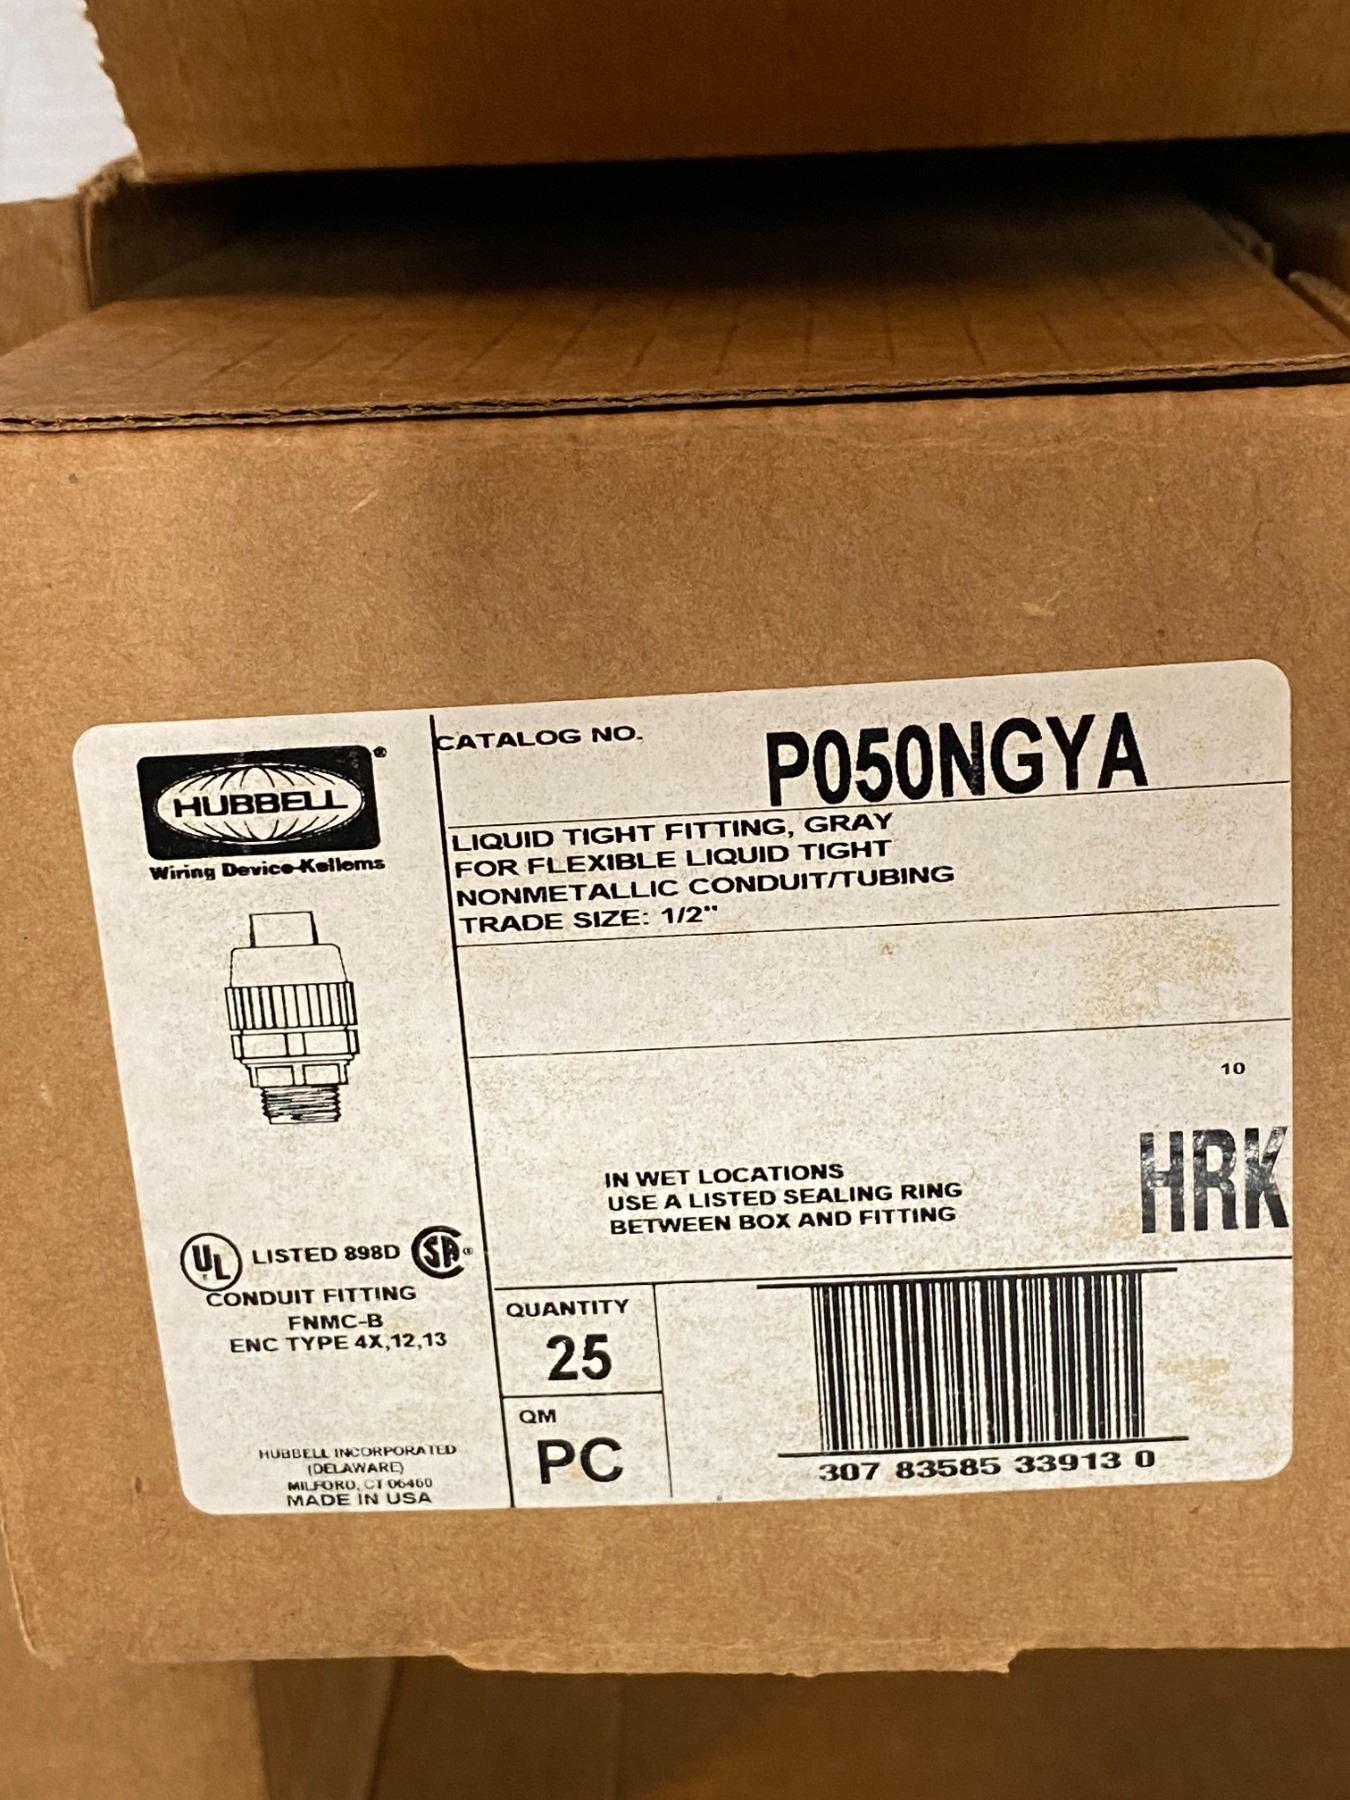 HUBBELL®
Wiring Device-Kellems
CATALOG NO. P050NGYA
LIQUID TIGHT FITTING, GRAY
FOR FLEXIBLE LIQUID TIGHT
NONMETALLIC CONDUIT/TUBING
TRADE SIZE: 1/2"
10
HRK
IN WET LOCATIONS
USE A LISTED SEALING RING
BETWEEN BOX AND FITTING
UL LISTED 898D SA®
CONDUIT FITTING
FNMC-B
ENC TYPE 4X,12,13
HUBBELL INCORPORATED
(DELAWARE)
MILFORD, CT 06460
MADE IN USA
QUANTITY
25
QM
PC
307 83585 33913 0